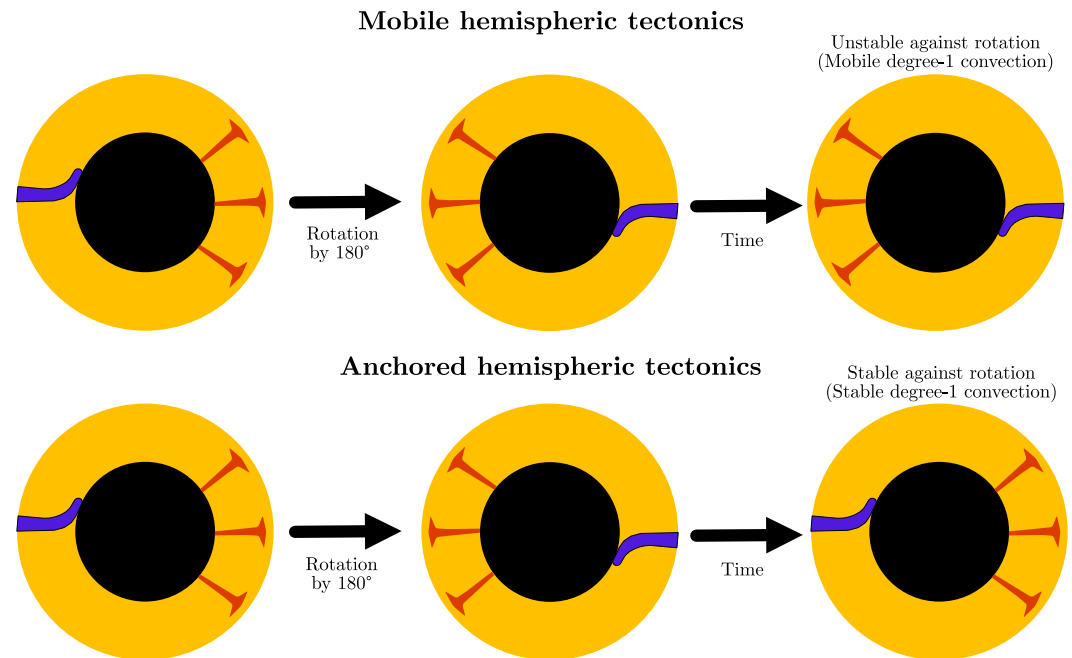 Mobile hemispheric tectonics
Unstable against rotation
(Mobile degree-1 convection)
Rotation
by 180°
Time
Anchored hemispheric tectonics
Stable against rotation
(Stable degree-1 convection)
Rotation
by 180°
Time